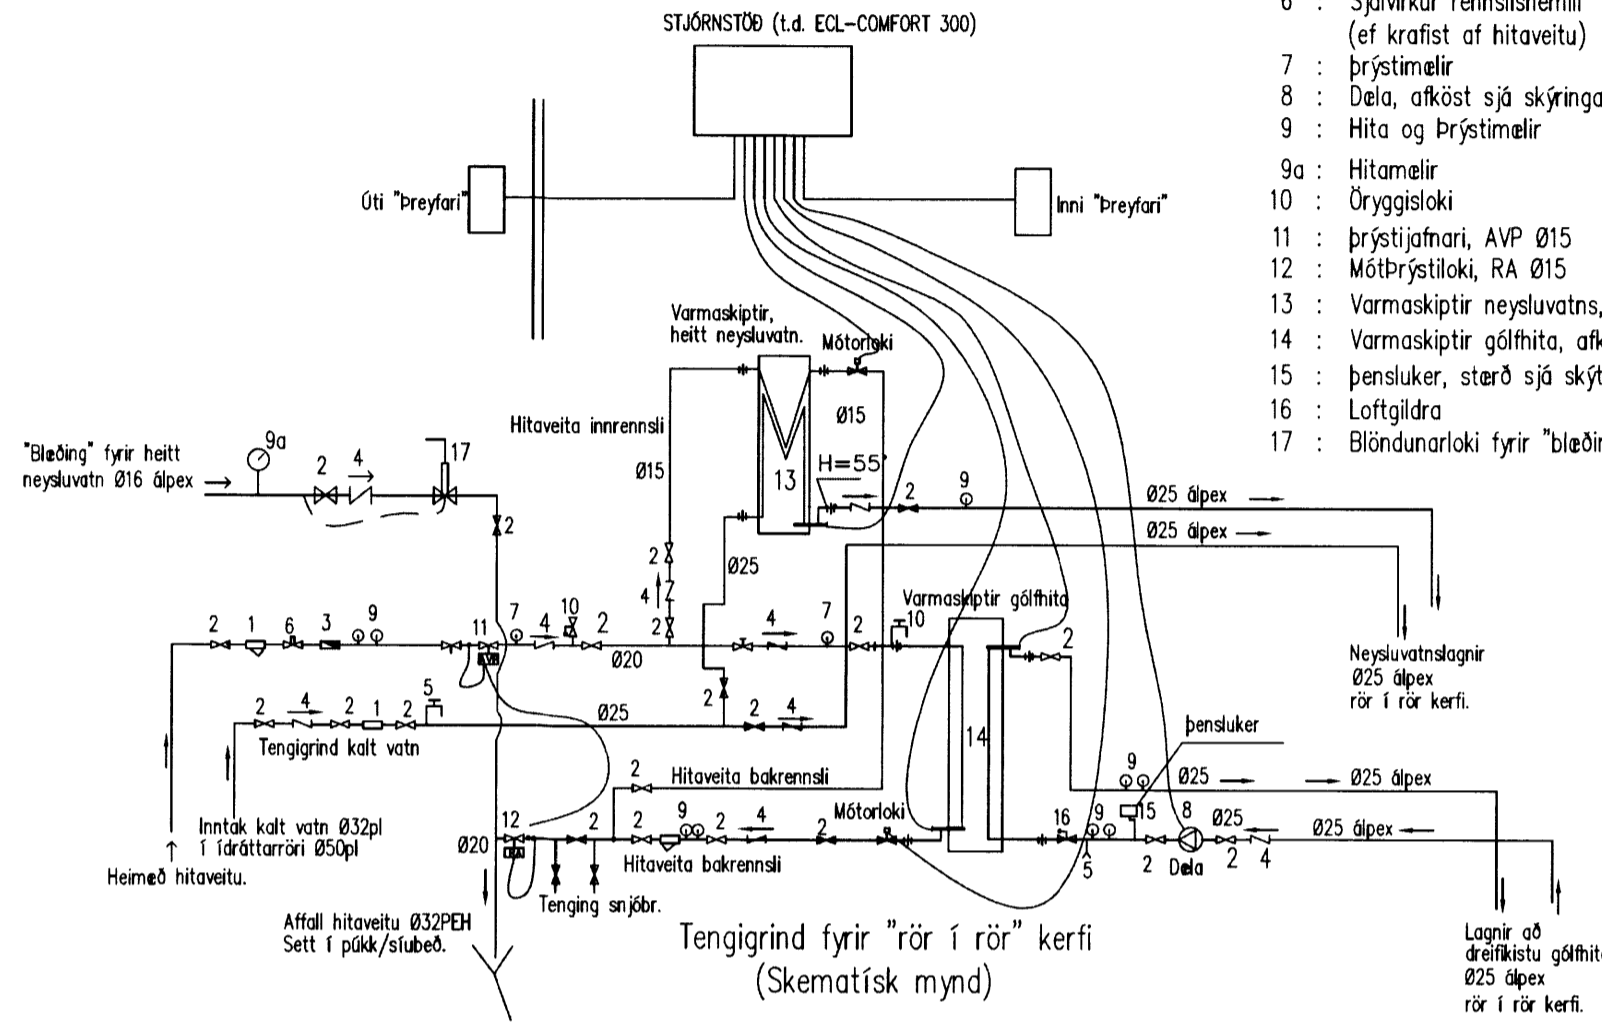 STJÓRNSTÖÐ (t.d. ECL-COMFORT 300)
6 : Sjálfvirkur rennslishemill
(ef krafist af hitaveitu)
7 : þrýstimælir
8 : Dæla, afköst sjá skýringa
9 : Hita og Þrýstimælir
9a : Hitamælir
10 : Öryggisloki
11 : þrýstijafnari, AVP Ø15
12 : MótÞrýstiloki, RA Ø15
13 : Varmaskiptir neysluvatns,
14 : Varmaskiptir gólfhita, afk
15 : þensluker, stærð sjá skýt
16 : Loftgildra
17 : Blöndunarloki fyrir "blæðin
Úti "Þreyfari"
Inni "Þreyfari"
Varmaskiptir,
heitt neysluvatn.
Mótorloki
Hitaveita innrennsli
Ø15
Ø15
"Blæðing" fyrir heitt
neysluvatn Ø16 álpex
9a
2
4
17
13
H=55°
2
9
Ø25 álpex
2
Ø25 álpex
2
Ø25
4
Varmaskiptir gólfhita
2
1
6
3
9
11
7
4
10
2
2
Ø20
4
7
2
10
2
AVP
Neysluvatnslagnir
Ø25 álpex
rör í rör kerfi.
2
4
2
1
2
5
Ø25
2
2
4
Tengigrind kalt vatn
14
þensluker
2
Hitaveita bakrennsli
9
Ø25
Ø25 álpex
Inntak kalt vatn Ø32pl
í ídráttarröri Ø50pl
Heimæð hitaveitu.
Ø20
12
RA
2
2
9
2
4
2
Mótorloki
16
9
15
8
Ø25
Ø25 álpex
Hitaveita bakrennsli
5
2
Dæla
2
4
Tenging snjóbr.
Affall hitaveitu Ø32PEH
Sett í púkk/síubeð.
Tengigrind fyrir "rör í rör" kerfi
(Skematísk mynd)
Lagnir að
dreifikistu gólfhita
Ø25 álpex
rör í rör kerfi.